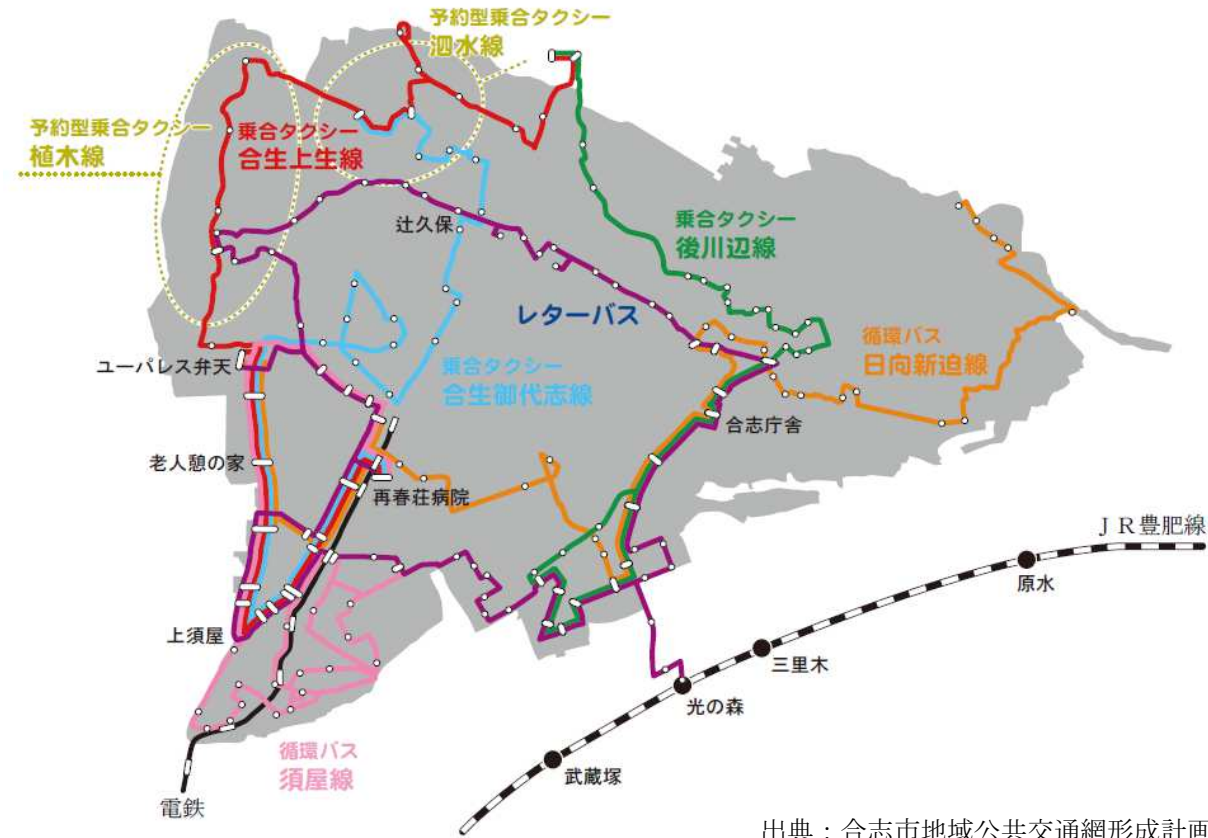 予約型乗合タクシー
泗水線
予約型乗合タクシー
植木線
乗合タクシー
合生上生線
辻久保
乗合タクシー
後川辺線
レターバス
循環バス
日向新迫線
ユーパレス弁天
乗合タクシー
合生御代志線
合志庁舎
老人憩の家
再春荘病院
JR豊肥線
原水
上須屋
三里木
光の森
循環バス
須屋線
武蔵塚
電鉄
出典:合志市地域公共交通網形成計画